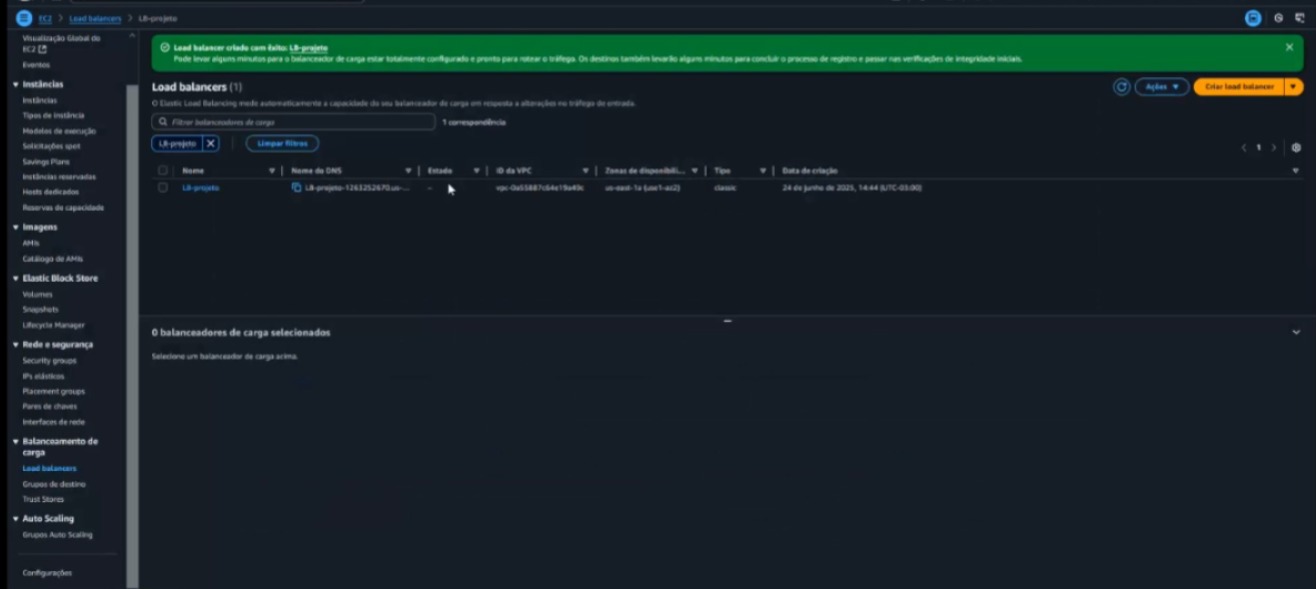 EC2 > Load balancers > LB-projeto
Visualização Global do
EC2
Eventos
Instâncias
Instâncias
Tipos de instância
Modelos de execução
Solicitações spot
Savings Plans
Instâncias reservadas
Hosts dedicados
Reservas de capacidade
Imagens
AMIs
Catálogo de AMIs
Elastic Block Store
Volumes
Snapshots
Lifecycle Manager
Rede e segurança
Security groups
IPs elásticos
Placement groups
Pares de chaves
Interfaces de rede
Balanceamento de
carga
Load balancers
Grupos de destino
Trust Stores
Auto Scaling
Grupos Auto Scaling
Configurações
Load balancer criado com êxito: LB-projeto
Pode levar alguns minutos para o balanceador de carga estar totalmente configurado e pronto para rotear o tráfego. Os destinos também levarão alguns minutos para concluir o processo de registro e passar nas verificações de integridade iniciais.
Load balancers (1)
Ações
Criar load balancer
O Elastic Load Balancing mede automaticamente a capacidade do seu balanceador de carga em resposta a alterações no tráfego de entrada.
Filtrar balanceadores de carga
1 correspondência
LB-projeto
Limpar filtros
1
Nome Nome do DNS Estado ID da VPC Zonas de disponibili... Tipo Data de criação
LB-projeto LB-projeto-1263252670.us-... – us-east-1a (use1-az2) classic 24 de junho de 2025, 14:44 (UTC-03:00)
0 balanceadores de carga selecionados
Selecione um balanceador de carga acima.